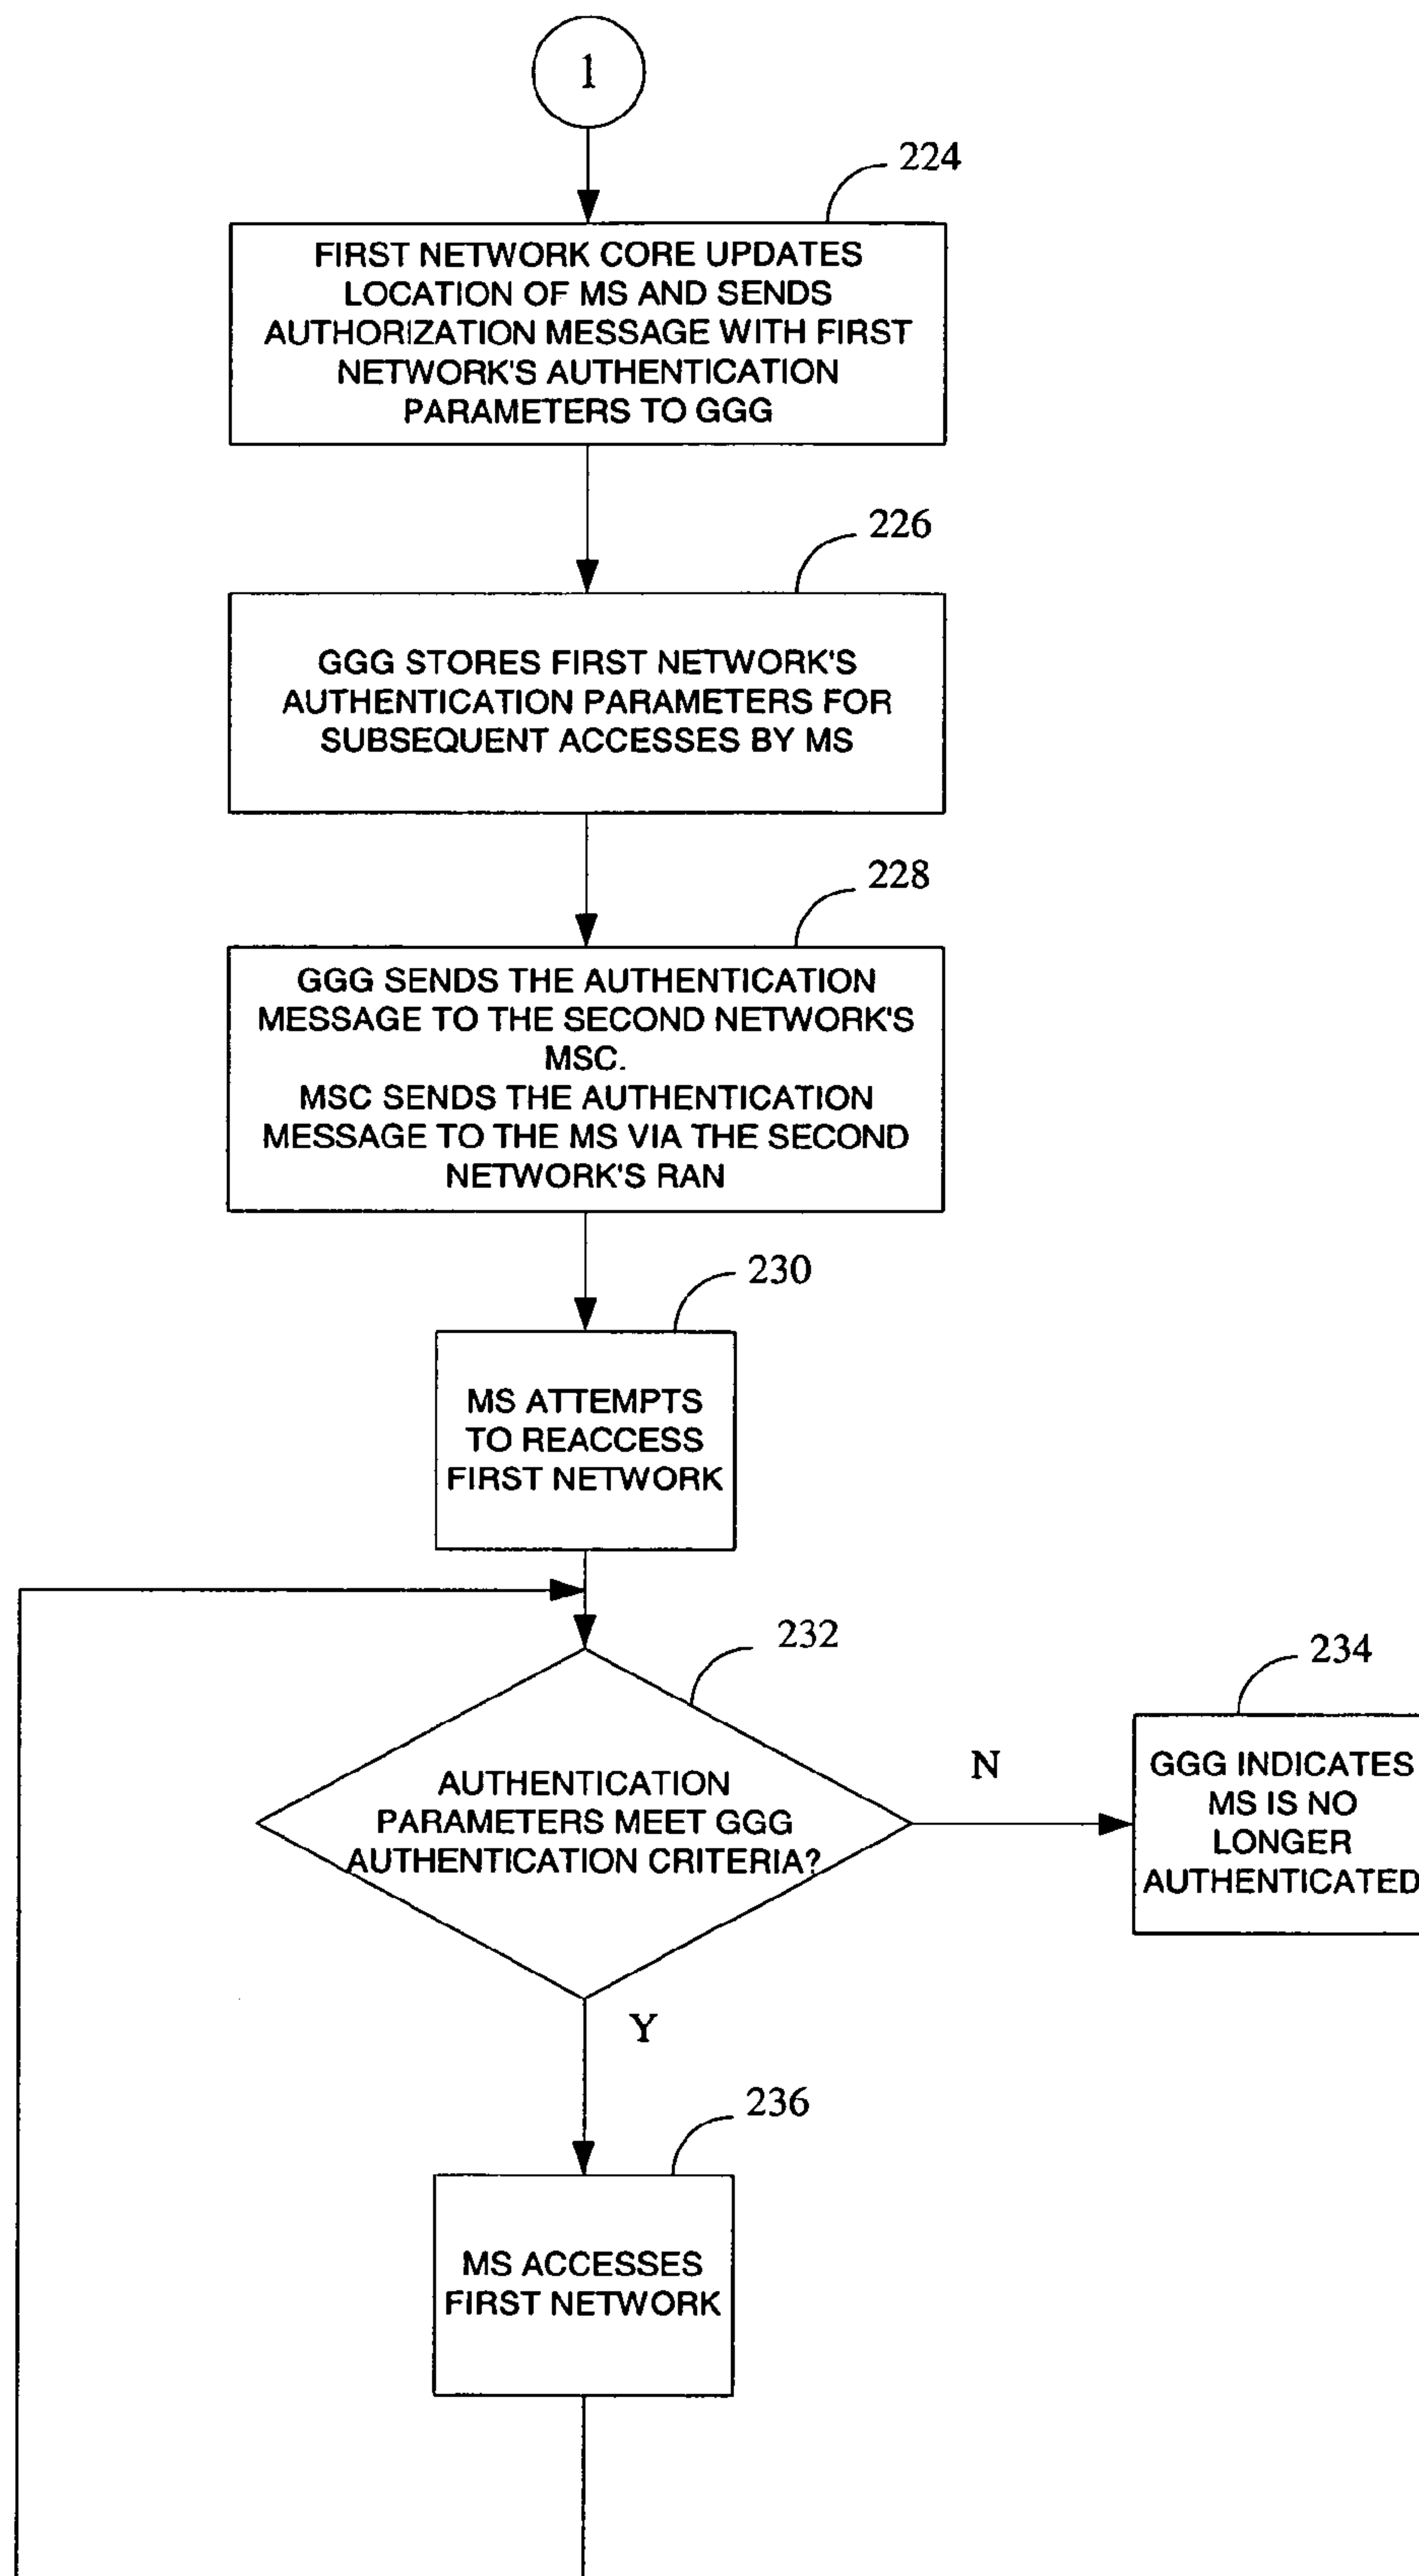 1
224
FIRST NETWORK CORE UPDATES
LOCATION OF MS AND SENDS
AUTHORIZATION MESSAGE WITH FIRST
NETWORK'S AUTHENTICATION
PARAMETERS TO GGG
226
GGG STORES FIRST NETWORK'S
AUTHENTICATION PARAMETERS FOR
SUBSEQUENT ACCESSES BY MS
228
GGG SENDS THE AUTHENTICATION
MESSAGE TO THE SECOND NETWORK'S
MSC.
MSC SENDS THE AUTHENTICATION
MESSAGE TO THE MS VIA THE SECOND
NETWORK'S RAN
230
MS ATTEMPTS
TO REACCESS
FIRST NETWORK
232
AUTHENTICATION
PARAMETERS MEET GGG
AUTHENTICATION CRITERIA?
N
234
GGG INDICATES
MS IS NO
LONGER
AUTHENTICATED
Y
236
MS ACCESSES
FIRST NETWORK